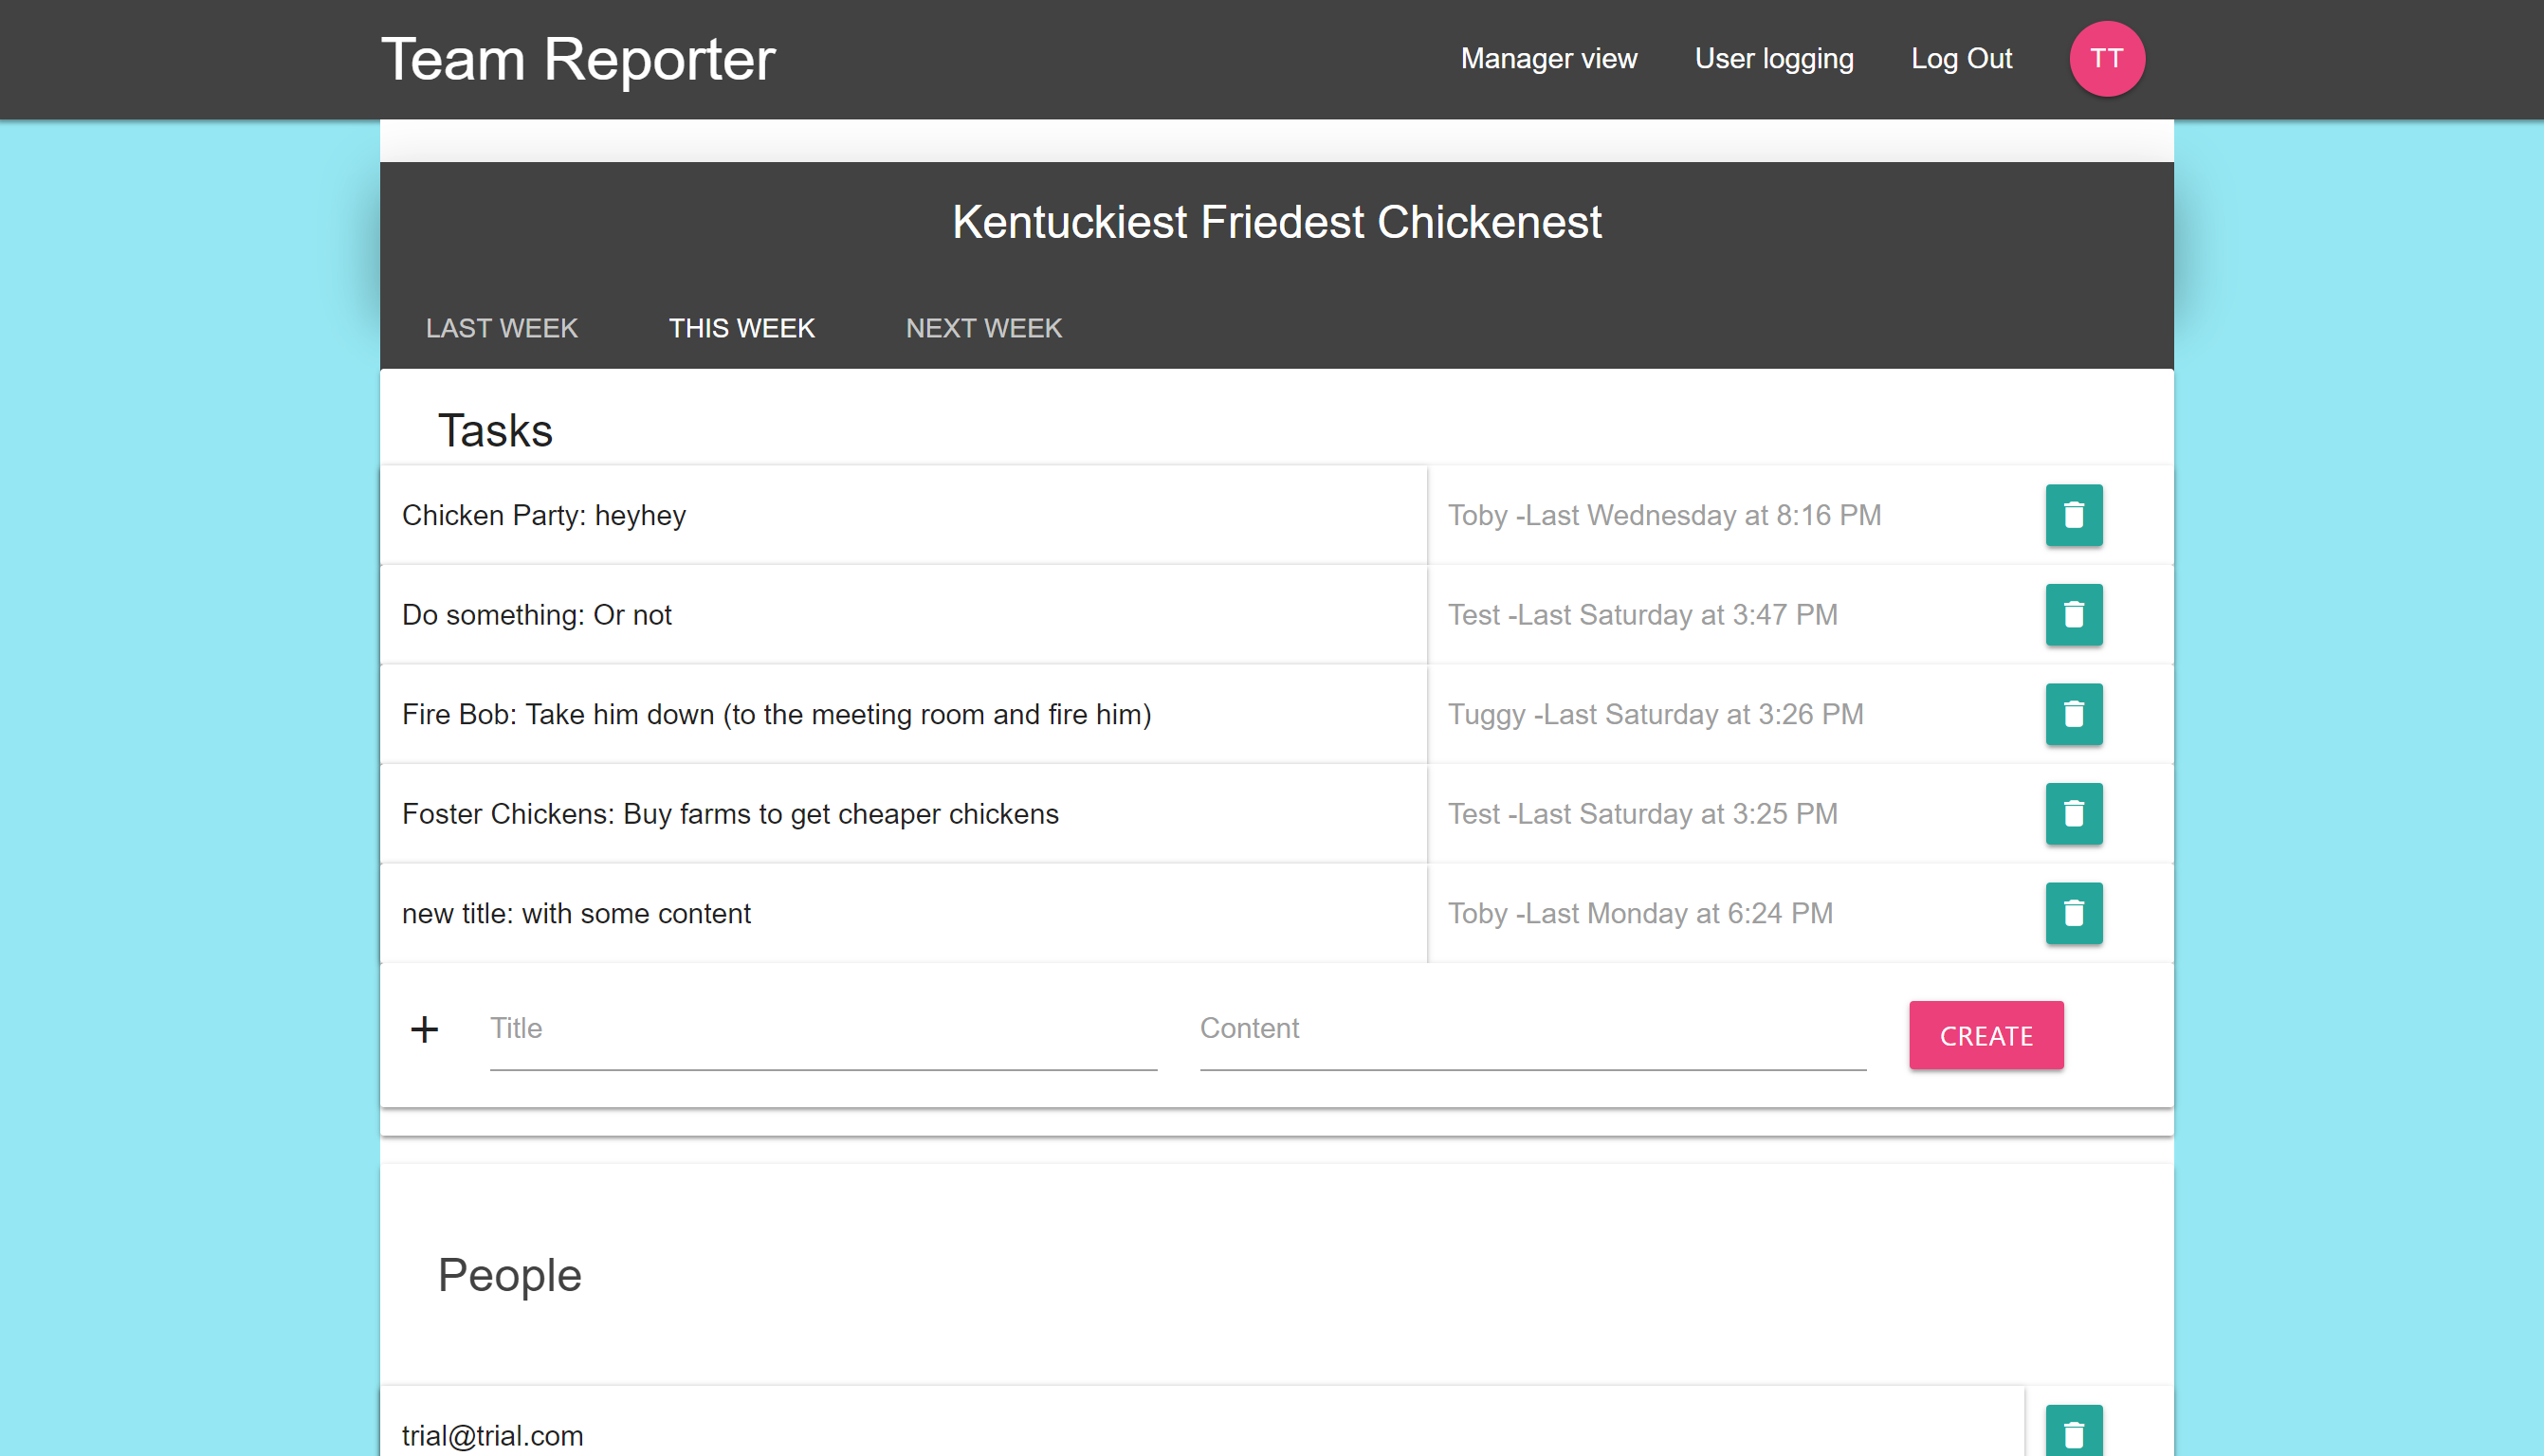 Team Reporter
Manager view
User logging
Log Out
TT
Kentuckiest Friedest Chickenest
LAST WEEK
THIS WEEK
NEXT WEEK
Tasks
Chicken Party: heyhey
Toby -Last Wednesday at 8:16 PM
Do something: Or not
Test -Last Saturday at 3:47 PM
Fire Bob: Take him down (to the meeting room and fire him)
Tuggy -Last Saturday at 3:26 PM
Foster Chickens: Buy farms to get cheaper chickens
Test -Last Saturday at 3:25 PM
new title: with some content
Toby -Last Monday at 6:24 PM
Title
Content
CREATE
People
trial@trial.com